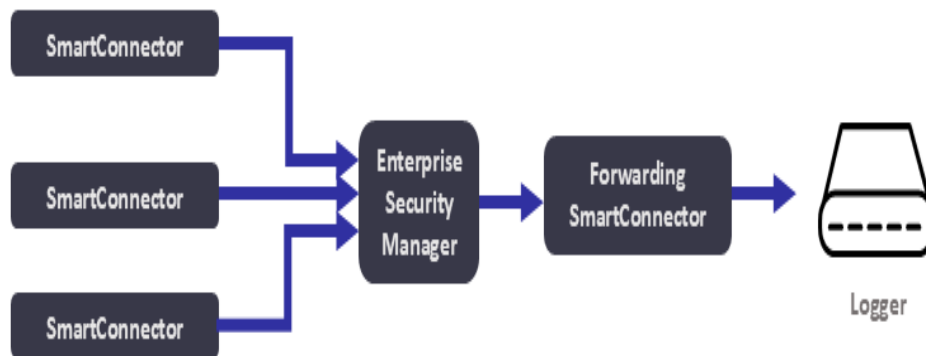 SmartConnector
SmartConnector
SmartConnector
Enterprise
Security
Manager
Forwarding
SmartConnector
Logger